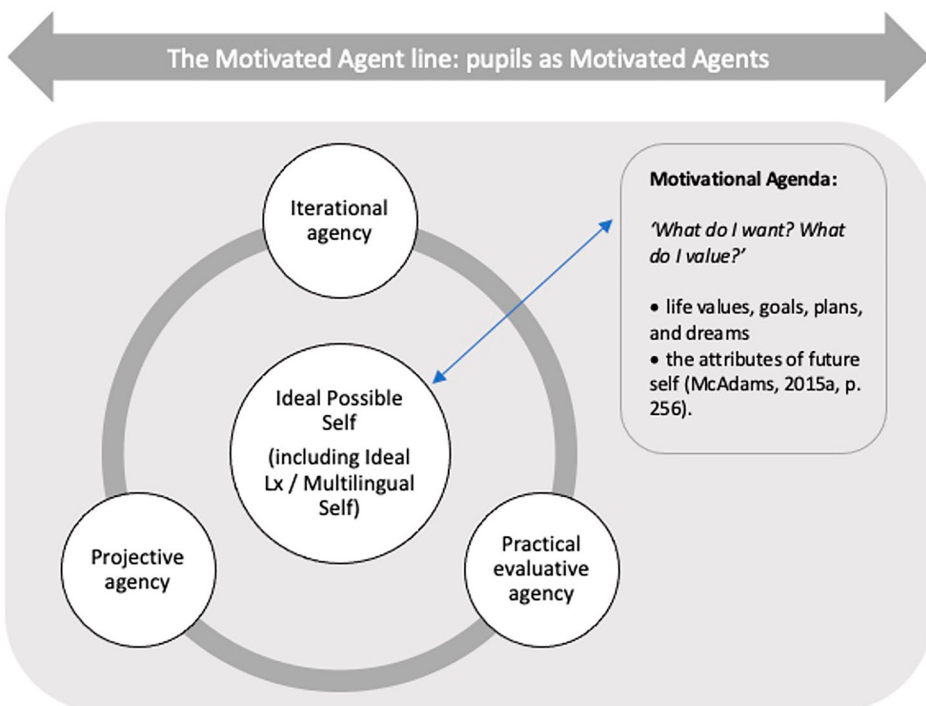 The Motivated Agent line: pupils as Motivated Agents
Iterational
agency
Ideal Possible
Self
(including Ideal
Lx / Multilingual
Self)
Projective
agency
Practical
evaluative
agency
Motivational Agenda:
‘What do I want? What
do I value?’
• life values, goals, plans,
and dreams
• the attributes of future
self (McAdams, 2015a, p.
256).